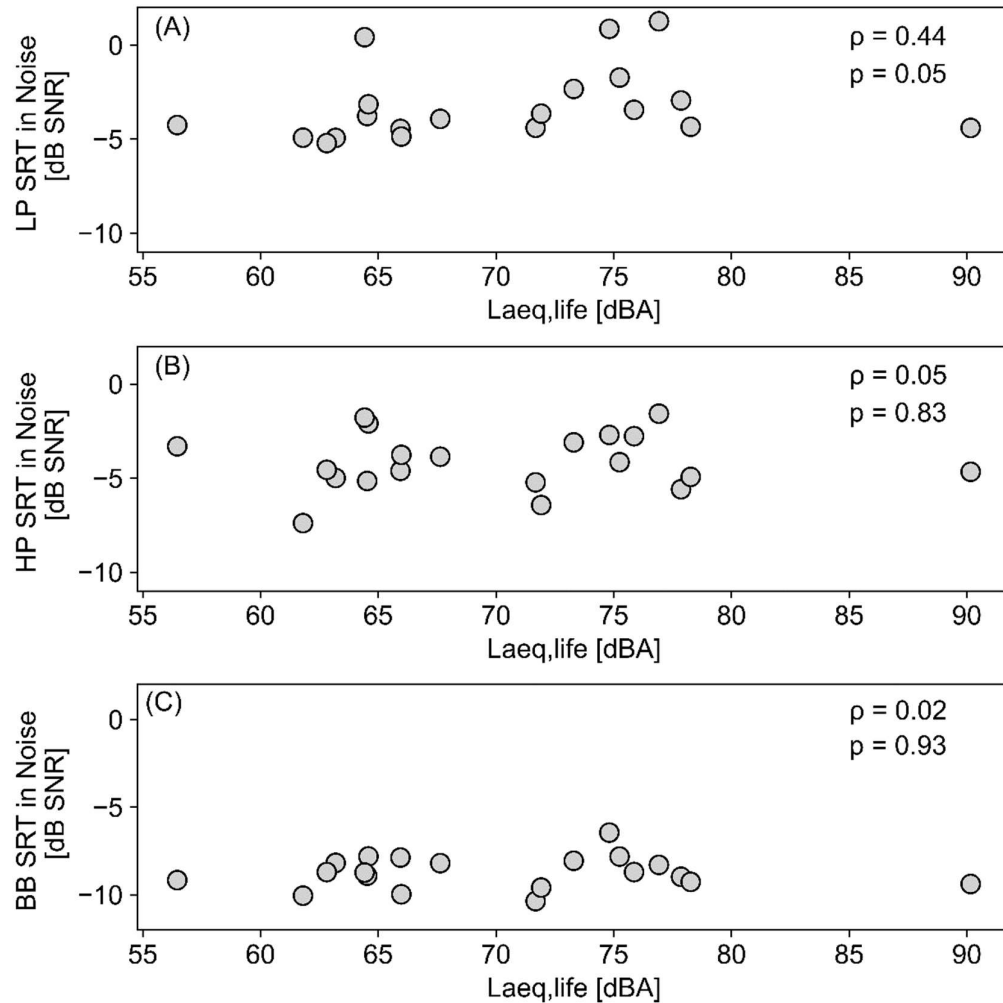 (A)
ρ = 0.44
p = 0.05
LP SRT in Noise
[dB SNR]
0
−5
−10
55 60 65 70 75 80 85 90
Laeq,life [dBA]
(B)
ρ = 0.05
p = 0.83
HP SRT in Noise
[dB SNR]
0
−5
−10
55 60 65 70 75 80 85 90
Laeq,life [dBA]
(C)
ρ = 0.02
p = 0.93
BB SRT in Noise
[dB SNR]
0
−5
−10
55 60 65 70 75 80 85 90
Laeq,life [dBA]